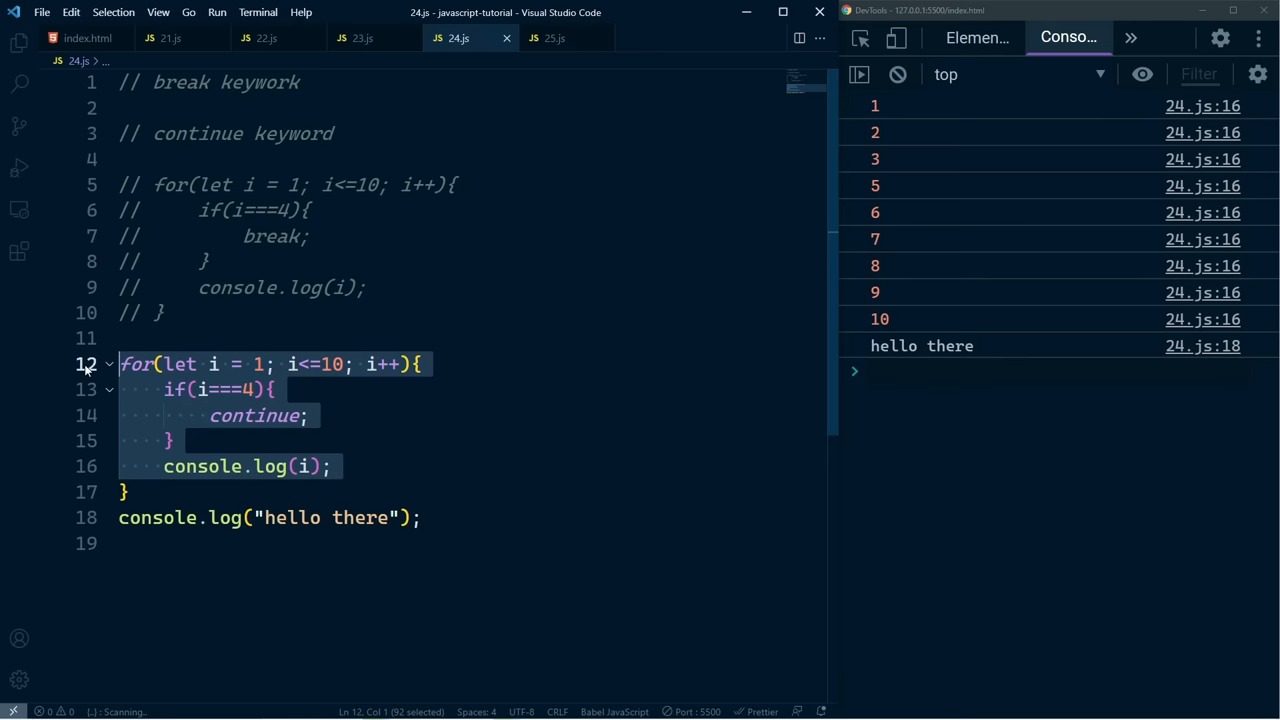 File Edit Selection View Go Run Terminal Help 24.js - javascript-tutorial - Visual Studio Code
index.html JS 21.js JS 22.js JS 23.js JS 24.js JS 25.js
JS 24.js > ...
1 // break keywork
2
3 // continue keyword
4
5 // for(let i = 1; i<=10; i++){
6 //     if(i===4){
7 //         break;
8 //     }
9 //     console.log(i);
10 // }
11
12 for(let i = 1; i<=10; i++){
13     if(i===4){
14         continue;
15     }
16     console.log(i);
17 }
18 console.log("hello there");
19
Ln 12, Col 1 (92 selected) Spaces: 4 UTF-8 CRLF Babel JavaScript Port : 5500 Prettier
0 0 {..} : Scanning..
DevTools - 127.0.0.1:5500/index.html
Elemen... Conso... »
top Filter
1 24.js:16
2 24.js:16
3 24.js:16
5 24.js:16
6 24.js:16
7 24.js:16
8 24.js:16
9 24.js:16
10 24.js:16
hello there 24.js:18
>